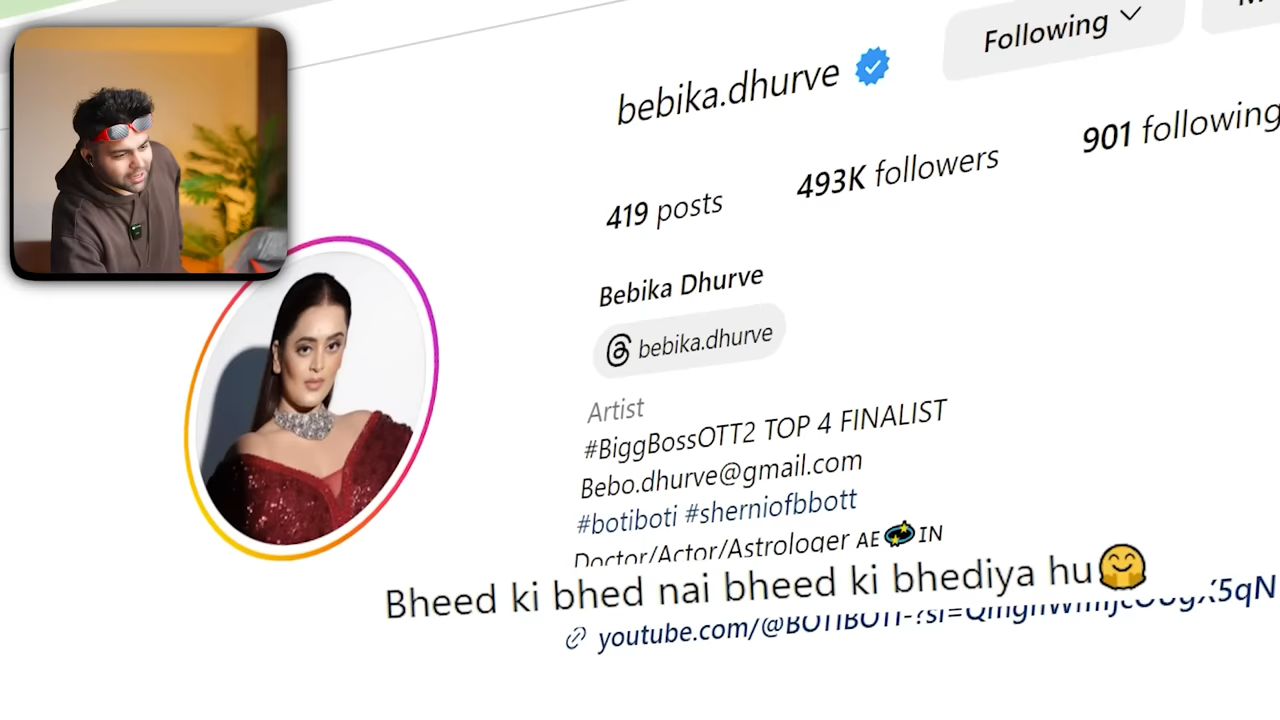 Following
bebika.dhurve
419 posts 493K followers 901 following
Bebika Dhurve
bebika.dhurve
Artist
#BiggBossOTT2 TOP 4 FINALIST
Bebo.dhurve@gmail.com
#botiboti #sherniofbbott
Doctor/Actor/Astrologer AE💫IN
Bheed ki bhed nai bheed ki bhediya hu🤗
youtube.com/@BOTIBOTI-?si=